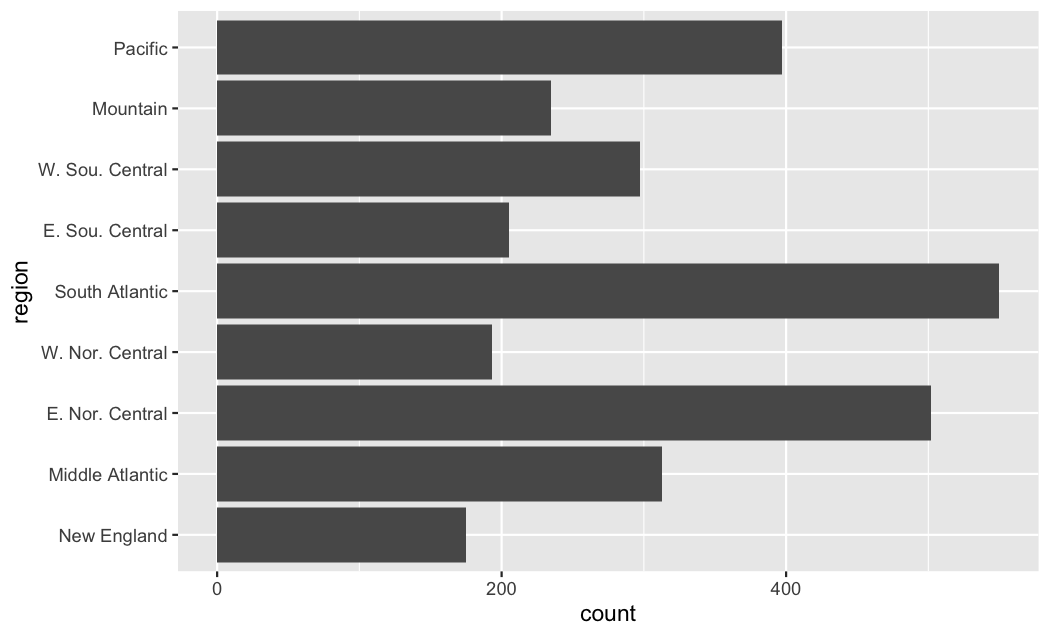 Pacific
Mountain
W. Sou. Central
E. Sou. Central
South Atlantic
W. Nor. Central
E. Nor. Central
Middle Atlantic
New England
region
0 200 400
count